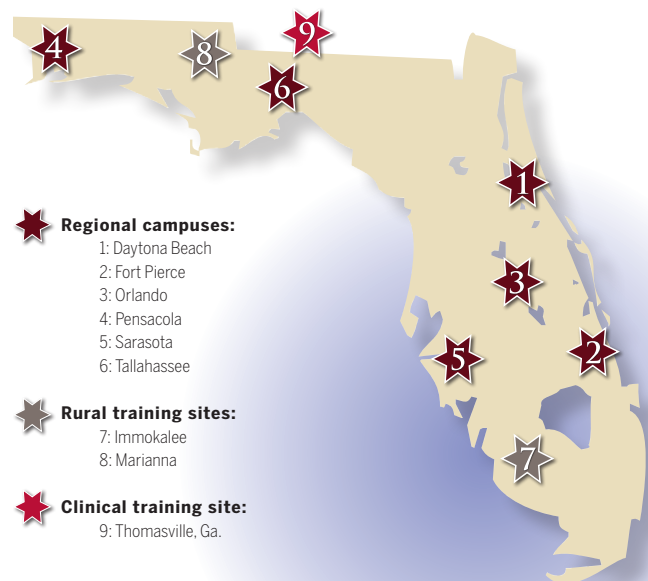 9
4
8
6
1
3
5
2
7
Regional campuses:
1: Daytona Beach
2: Fort Pierce
3: Orlando
4: Pensacola
5: Sarasota
6: Tallahassee
Rural training sites:
7: Immokalee
8: Marianna
Clinical training site:
9: Thomasville, Ga.